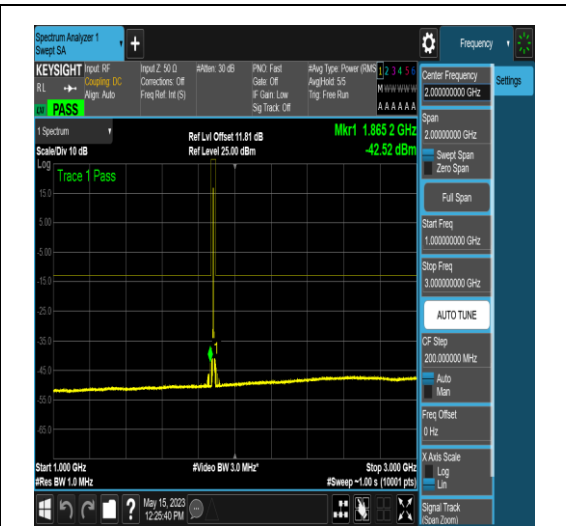 Spectrum Analyzer 1
Swept SA
+
Frequency
KEYSIGHT
RL
PASS
Input: RF
Coupling: DC
Align: Auto
Input Z: 50 Ω
Corrections: Off
Freq Ref: Int (S)
#Atten: 30 dB
PNO: Fast
Gate: Off
IF Gain: Low
Sig Track: Off
#Avg Type: Power (RMS
Avg|Hold: 5/5
Trig: Free Run
1 2 3 4 5 6
M W W W W W
A A A A A A
1 Spectrum
Scale/Div 10 dB
Ref Lvl Offset 11.81 dB
Ref Level 25.00 dBm
Mkr1 1.865 2 GHz
-42.52 dBm
Log
Trace 1 Pass
15.0
5.00
-5.00
-15.0
-25.0
-35.0
1
-45.0
-55.0
-65.0
Start 1.000 GHz
#Res BW 1.0 MHz
#Video BW 3.0 MHz*
Stop 3.000 GHz
#Sweep ~1.00 s (10001 pts)
?
May 15, 2023
12:25:40 PM
Center Frequency
2.000000000 GHz
Settings
Span
2.00000000 GHz
Swept Span
Zero Span
Full Span
Start Freq
1.000000000 GHz
Stop Freq
3.000000000 GHz
AUTO TUNE
CF Step
200.000000 MHz
Auto
Man
Freq Offset
0 Hz
X Axis Scale
Log
Lin
Signal Track
(Span Zoom)